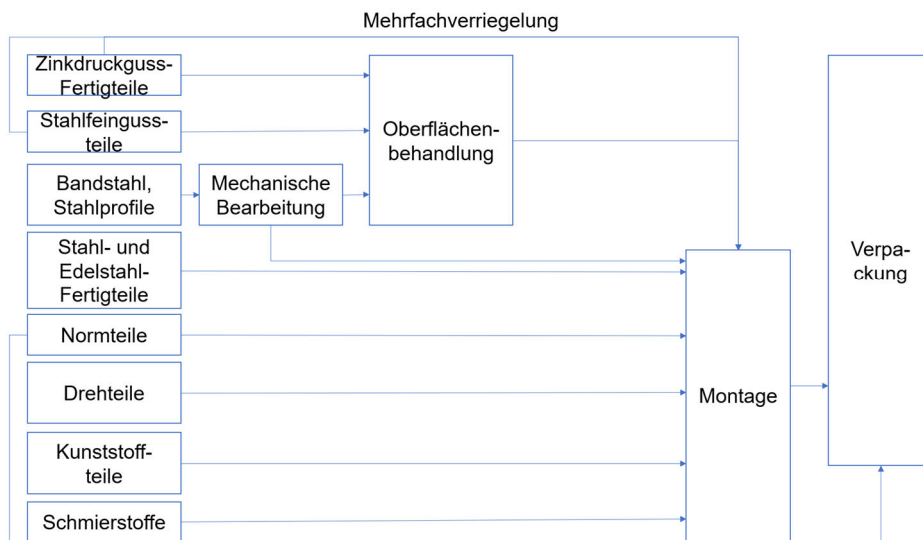 Mehrfachverriegelung
Zinkdruckguss-
Fertigteile
Stahlfeinguss-
teile
Oberflächen-
behandlung
Bandstahl,
Stahlprofile
Mechanische
Bearbeitung
Stahl- und
Edelstahl-
Fertigteile
Verpa-
ckung
Normteile
Drehteile
Montage
Kunststoff-
teile
Schmierstoffe